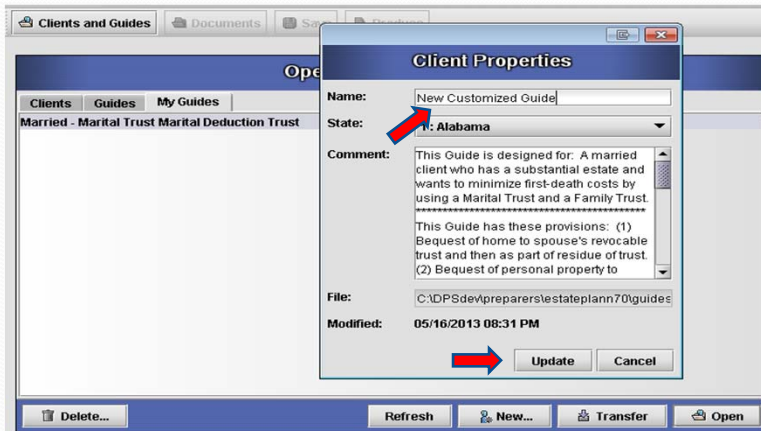 Clients and Guides Documents Save Produce
Ope
Clients Guides My Guides
Married - Marital Trust Marital Deduction Trust
Client Properties
Name: New Customized Guide
State: Alabama
Comment: This Guide is designed for: A married
client who has a substantial estate and
wants to minimize first-death costs by
using a Marital Trust and a Family Trust.
******************************************
This Guide has these provisions: (1)
Bequest of home to spouse's revocable
trust and then as part of residue of trust.
(2) Bequest of personal property to
File: C:\DPSdev\preparers\estateplann70\guides
Modified: 05/16/2013 08:31 PM
Update Cancel
Delete... Refresh New... Transfer Open